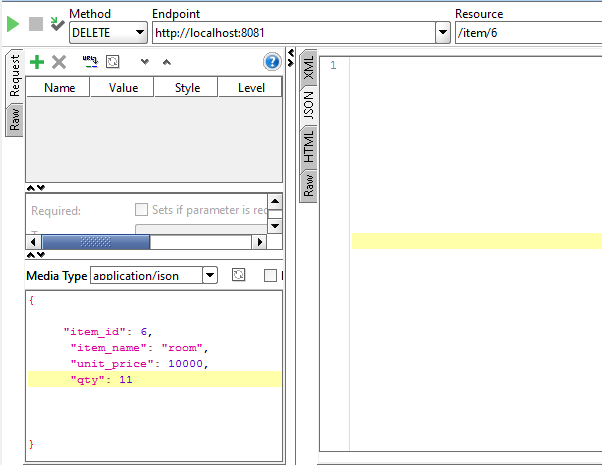 Method Endpoint Resource
DELETE http://localhost:8081 /item/6
Request
Raw
Name Value Style Level
Required: Sets if parameter is req
Media Type application/json
{
"item_id": 6,
"item_name": "room",
"unit_price": 10000,
"qty": 11
}
XML
JSON
HTML
Raw
1